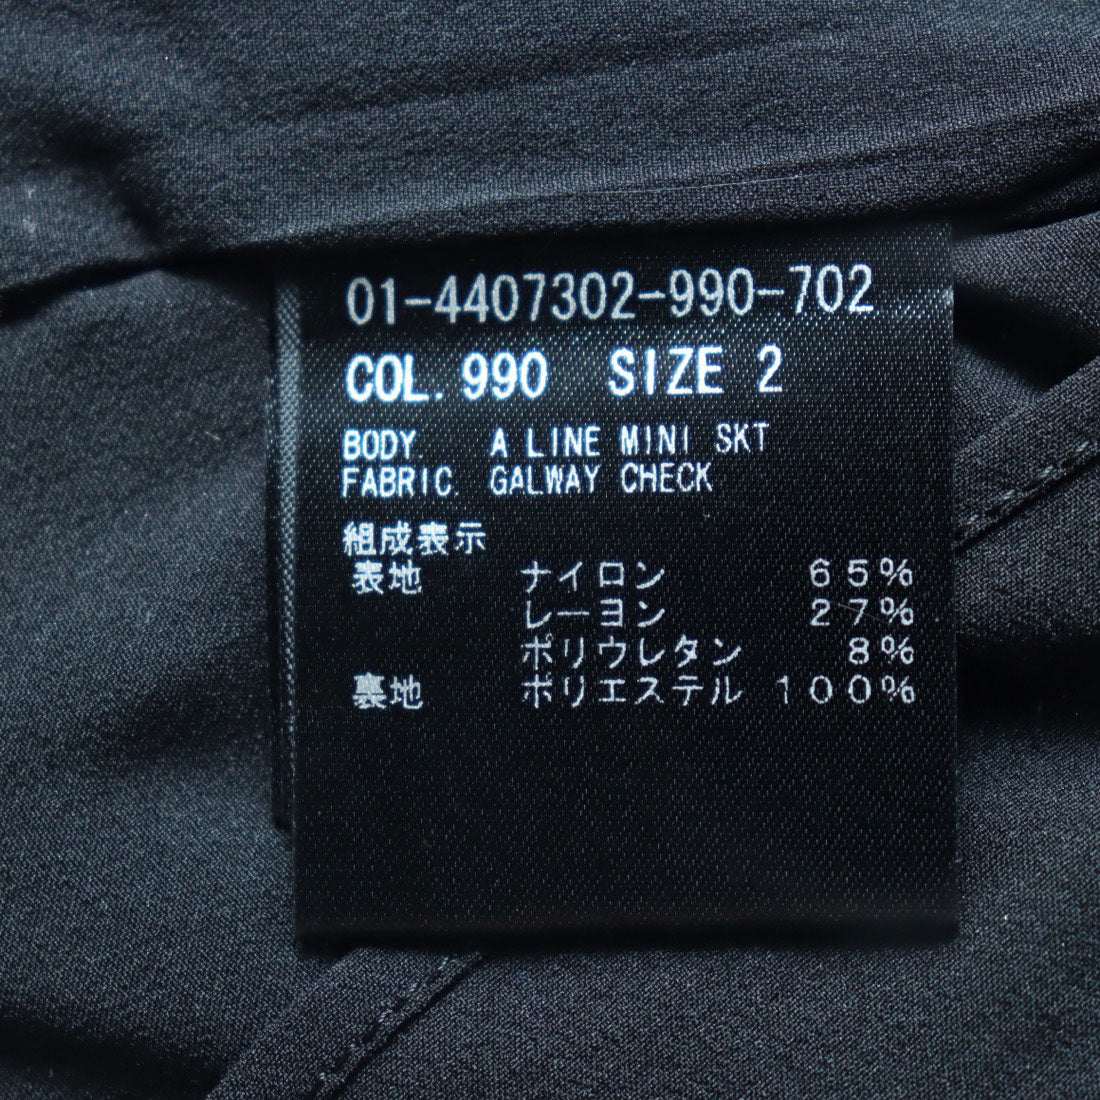 01-4407302-990-702
COL. 990 SIZE 2
BODY. A LINE MINI SKT
FABRIC. GALWAY CHECK
組成表示
表地 ナイロン 65%
レーヨン 27%
ポリウレタン 8%
裏地 ポリエステル 100%